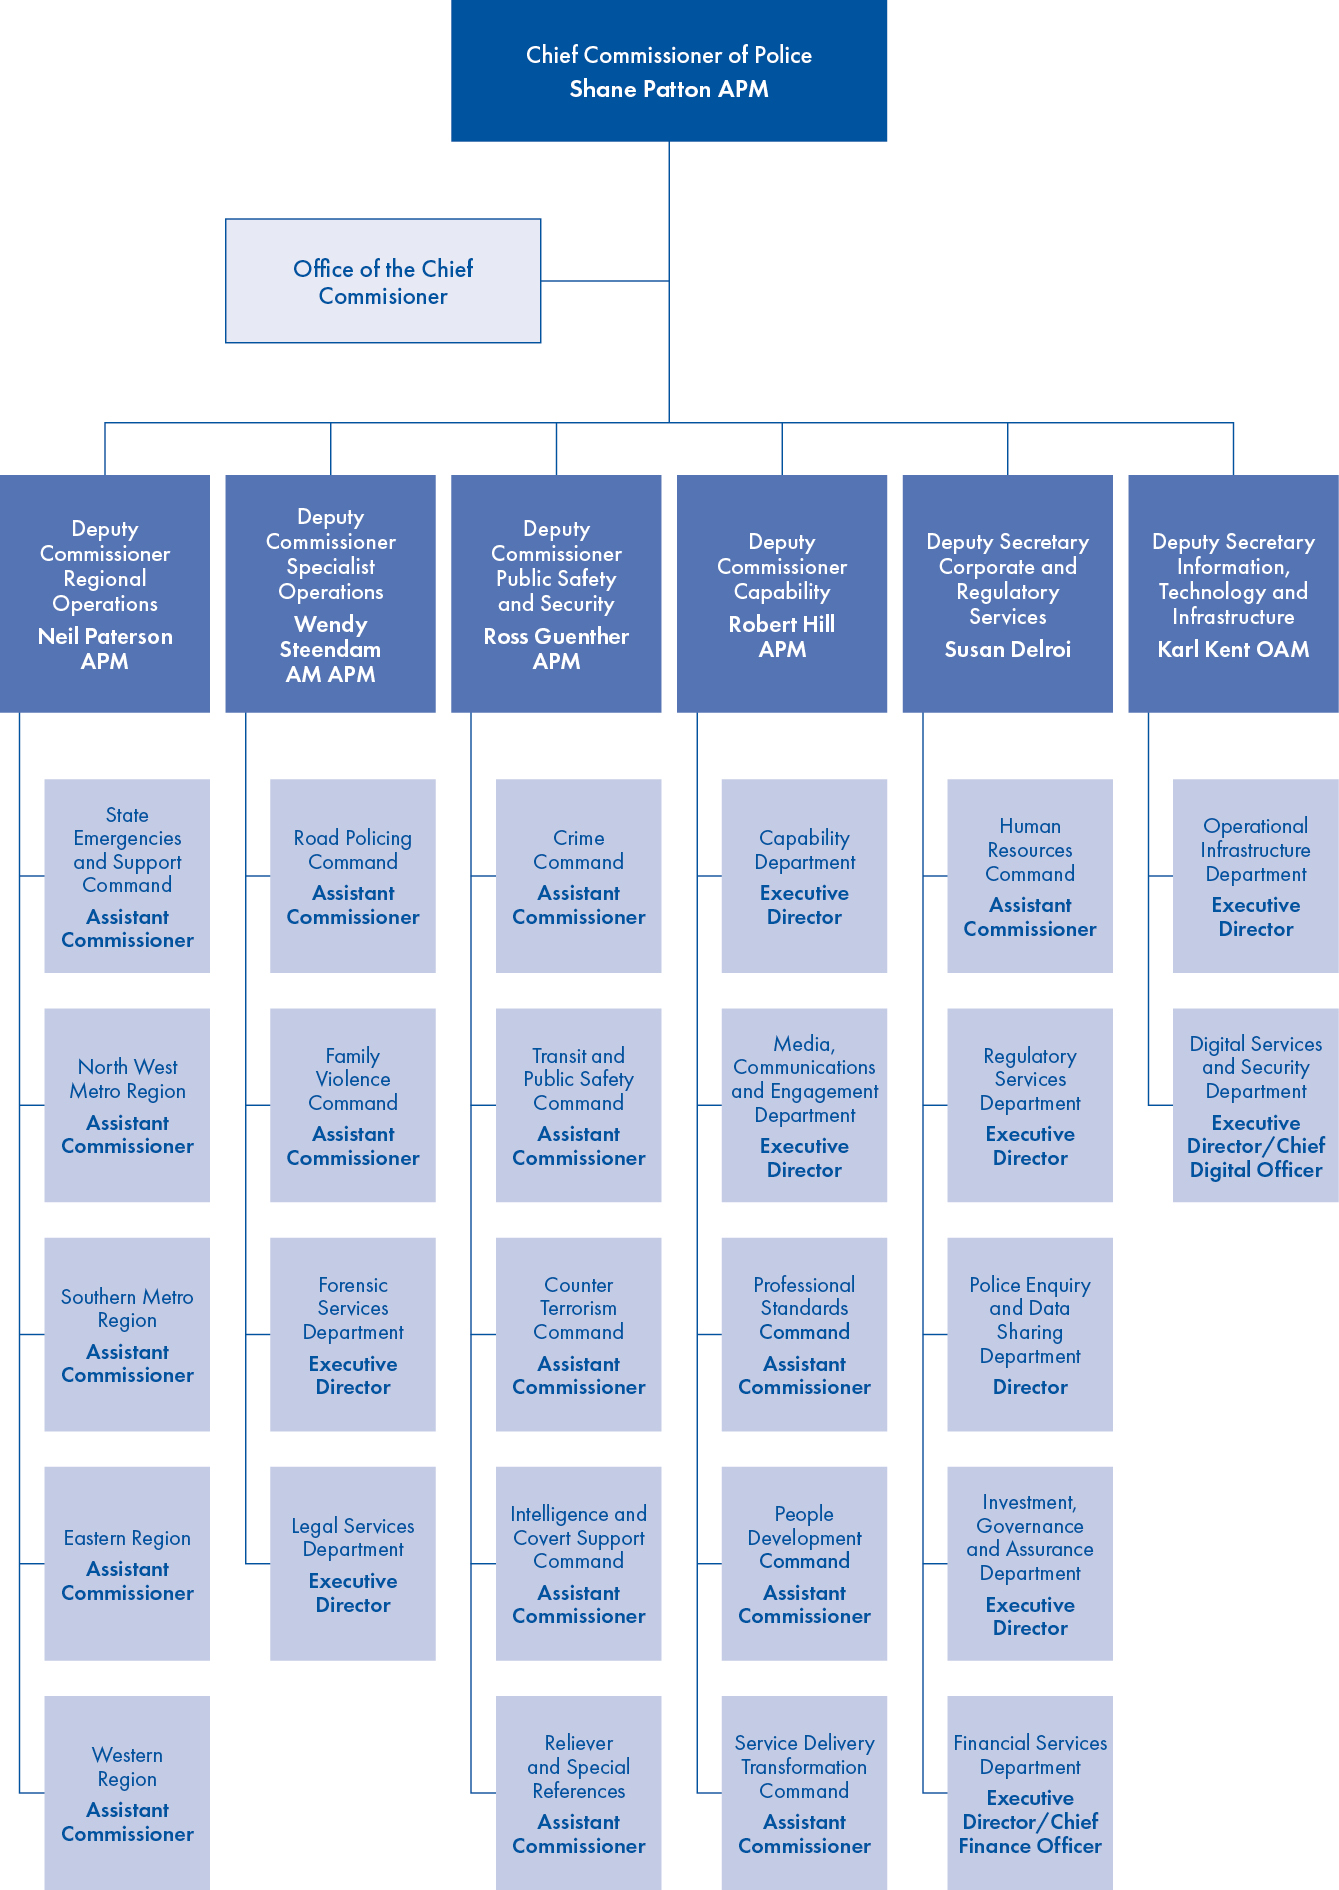 Chief Commissioner of Police
Shane Patton APM
Office of the Chief
Commisioner
Deputy
Commissioner
Regional
Operations
Neil Paterson
APM
Deputy
Commissioner
Specialist
Operations
Wendy
Steendam
AM APM
Deputy
Commissioner
Public Safety
and Security
Ross Guenther
APM
Deputy
Commissioner
Capability
Robert Hill
APM
Deputy Secretary
Corporate and
Regulatory
Services
Susan Delroi
Deputy Secretary
Information,
Technology and
Infrastructure
Karl Kent OAM
State
Emergencies
and Support
Command
Assistant
Commissioner
Road Policing
Command
Assistant
Commissioner
Crime
Command
Assistant
Commissioner
Capability
Department
Executive
Director
Human
Resources
Command
Assistant
Commissioner
Operational
Infrastructure
Department
Executive
Director
North West
Metro Region
Assistant
Commissioner
Family
Violence
Command
Assistant
Commissioner
Transit and
Public Safety
Command
Assistant
Commissioner
Media,
Communications
and Engagement
Department
Executive
Director
Regulatory
Services
Department
Executive
Director
Digital Services
and Security
Department
Executive
Director/Chief
Digital Officer
Southern Metro
Region
Assistant
Commissioner
Forensic
Services
Department
Executive
Director
Counter
Terrorism
Command
Assistant
Commissioner
Professional
Standards
Command
Assistant
Commissioner
Police Enquiry
and Data
Sharing
Department
Director
Eastern Region
Assistant
Commissioner
Legal Services
Department
Executive
Director
Intelligence and
Covert Support
Command
Assistant
Commissioner
People
Development
Command
Assistant
Commissioner
Investment,
Governance
and Assurance
Department
Executive
Director
Western
Region
Assistant
Commissioner
Reliever
and Special
References
Assistant
Commissioner
Service Delivery
Transformation
Command
Assistant
Commissioner
Financial Services
Department
Executive
Director/Chief
Finance Officer